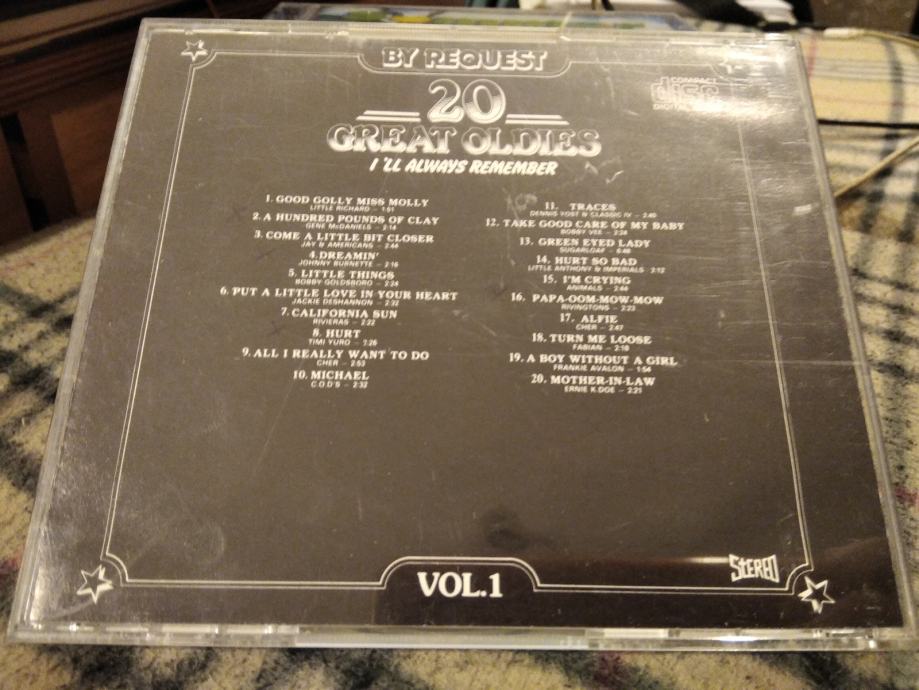 BY REQUEST
20
GREAT OLDIES
I'LL ALWAYS REMEMBER
COMPACT
disc
DIGITAL
1. GOOD GOLLY MISS MOLLY
LITTLE RICHARD - 1:51
2. A HUNDRED POUNDS OF CLAY
GENE McDANIELS - 2:14
3. COME A LITTLE BIT CLOSER
JAY & AMERICANS - 2:44
4. DREAMIN'
JOHNNY BURNETTE - 2:16
5. LITTLE THINGS
BOBBY GOLDSBORO - 2:24
6. PUT A LITTLE LOVE IN YOUR HEART
JACKIE DESHANNON - 2:32
7. CALIFORNIA SUN
RIVIERAS - 2:22
8. HURT
TIMI YURO - 2:26
9. ALL I REALLY WANT TO DO
CHER - 2:53
10. MICHAEL
C.O.D'S - 2:32
11. TRACES
DENNIS YOST & CLASSIC IV - 2:40
12. TAKE GOOD CARE OF MY BABY
BOBBY VEE - 2:24
13. GREEN EYED LADY
SUGARLOAF - 6:48
14. HURT SO BAD
LITTLE ANTHONY & IMPERIALS - 2:12
15. I'M CRYING
ANIMALS - 2:44
16. PAPA-OOM-MOW-MOW
RIVINGTONS - 2:23
17. ALFIE
CHER - 2:47
18. TURN ME LOOSE
FABIAN - 2:18
19. A BOY WITHOUT A GIRL
FRANKIE AVALON - 1:54
20. MOTHER-IN-LAW
ERNIE K.DOE - 2:21
VOL.1
STEREO